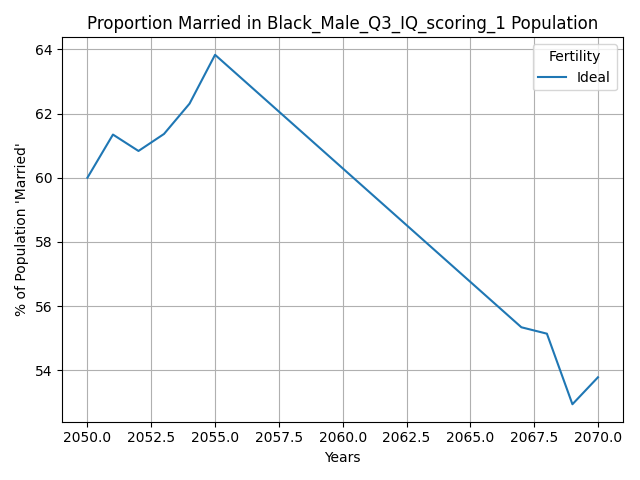 Proportion Married in Black_Male_Q3_IQ_scoring_1 Population
64
62
60
58
56
54
% of Population 'Married'
Fertility
Ideal
2050.0 2052.5 2055.0 2057.5 2060.0 2062.5 2065.0 2067.5 2070.0
Years